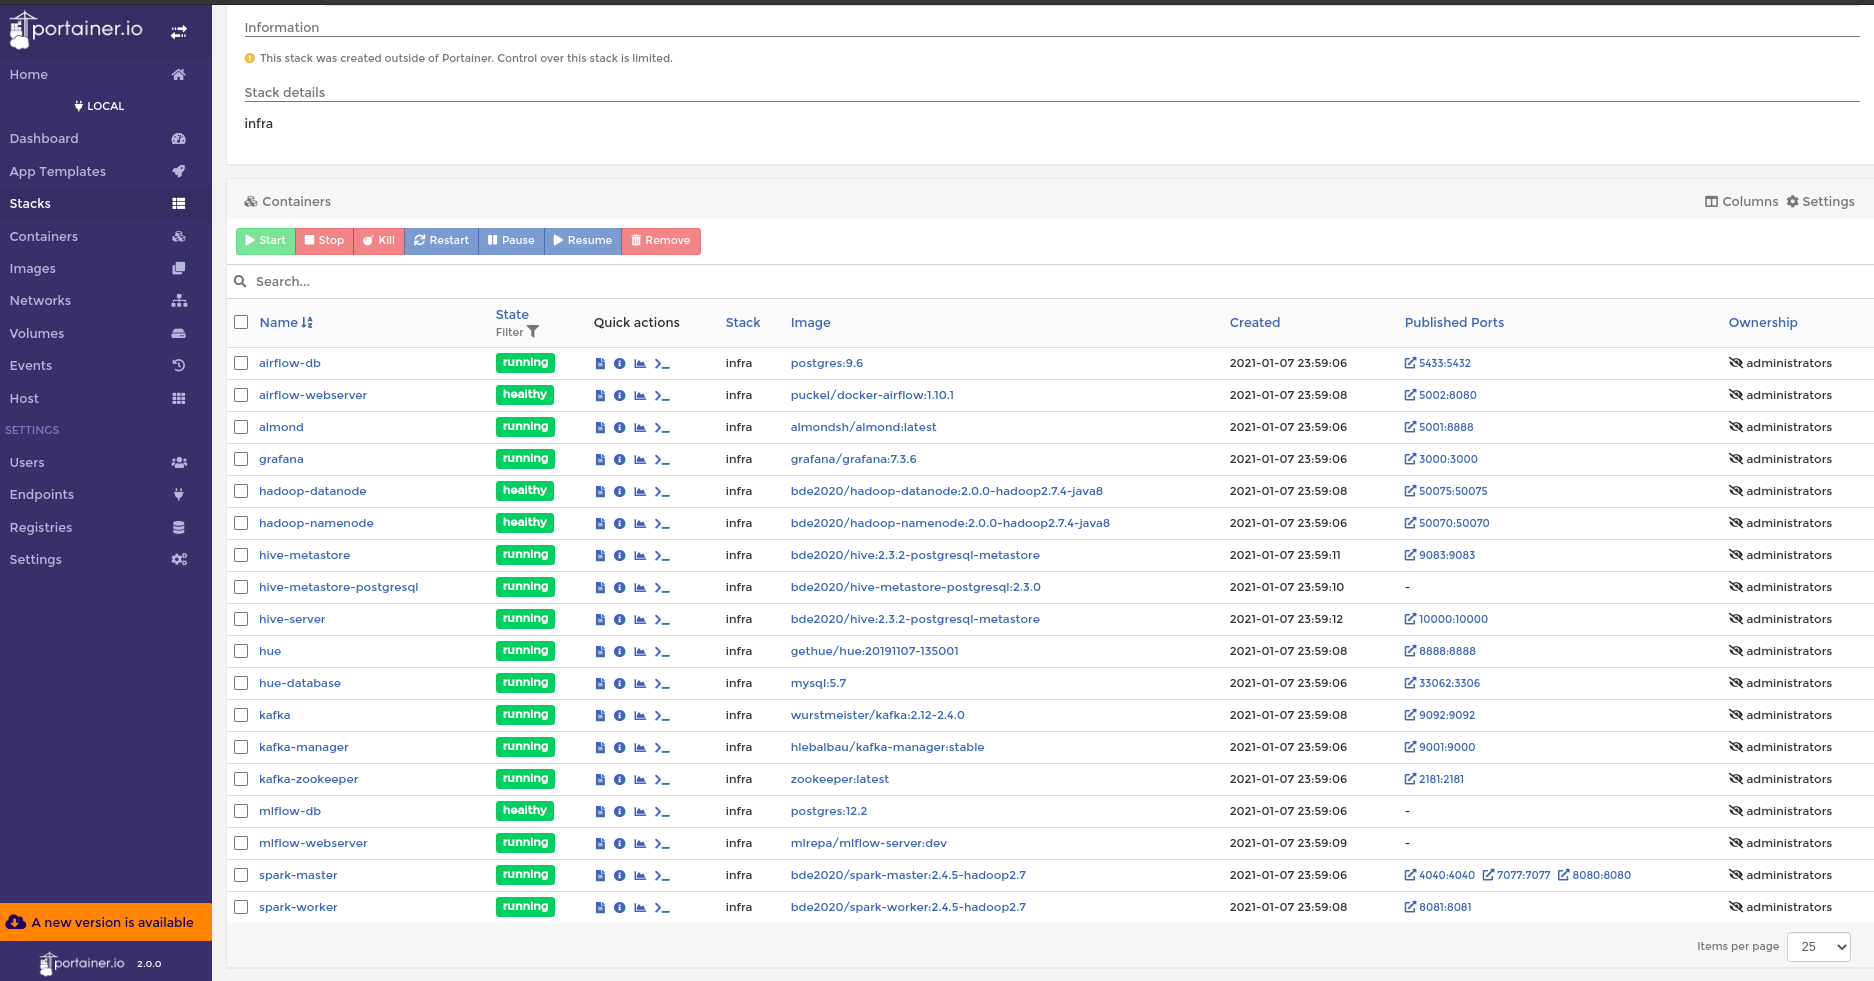 portainer.io
Home
LOCAL
Dashboard
App Templates
Stacks
Containers
Images
Networks
Volumes
Events
Host
SETTINGS
Users
Endpoints
Registries
Settings
A new version is available
portainer.io 2.0.0
Information
This stack was created outside of Portainer. Control over this stack is limited.
Stack details
infra
Containers Columns Settings
Start Stop Kill Restart Pause Resume Remove
Search...
Name State Filter Quick actions Stack Image Created Published Ports Ownership
airflow-db running infra postgres:9.6 2021-01-07 23:59:06 5433:5432 administrators
airflow-webserver healthy infra puckel/docker-airflow:1.10.1 2021-01-07 23:59:08 5002:8080 administrators
almond running infra almondsh/almond:latest 2021-01-07 23:59:06 5001:8888 administrators
grafana running infra grafana/grafana:7.3.6 2021-01-07 23:59:06 3000:3000 administrators
hadoop-datanode healthy infra bde2020/hadoop-datanode:2.0.0-hadoop2.7.4-java8 2021-01-07 23:59:08 50075:50075 administrators
hadoop-namenode healthy infra bde2020/hadoop-namenode:2.0.0-hadoop2.7.4-java8 2021-01-07 23:59:06 50070:50070 administrators
hive-metastore running infra bde2020/hive:2.3.2-postgresql-metastore 2021-01-07 23:59:11 9083:9083 administrators
hive-metastore-postgresql running infra bde2020/hive-metastore-postgresql:2.3.0 2021-01-07 23:59:10 - administrators
hive-server running infra bde2020/hive:2.3.2-postgresql-metastore 2021-01-07 23:59:12 10000:10000 administrators
hue running infra gethue/hue:20191107-135001 2021-01-07 23:59:08 8888:8888 administrators
hue-database running infra mysql:5.7 2021-01-07 23:59:06 33062:3306 administrators
kafka running infra wurstmeister/kafka:2.12-2.4.0 2021-01-07 23:59:08 9092:9092 administrators
kafka-manager running infra hlebalbau/kafka-manager:stable 2021-01-07 23:59:06 9001:9000 administrators
kafka-zookeeper running infra zookeeper:latest 2021-01-07 23:59:06 2181:2181 administrators
mlflow-db healthy infra postgres:12.2 2021-01-07 23:59:06 - administrators
mlflow-webserver running infra mlrepa/mlflow-server:dev 2021-01-07 23:59:09 - administrators
spark-master running infra bde2020/spark-master:2.4.5-hadoop2.7 2021-01-07 23:59:06 4040:4040 7077:7077 8080:8080 administrators
spark-worker running infra bde2020/spark-worker:2.4.5-hadoop2.7 2021-01-07 23:59:08 8081:8081 administrators
Items per page 25